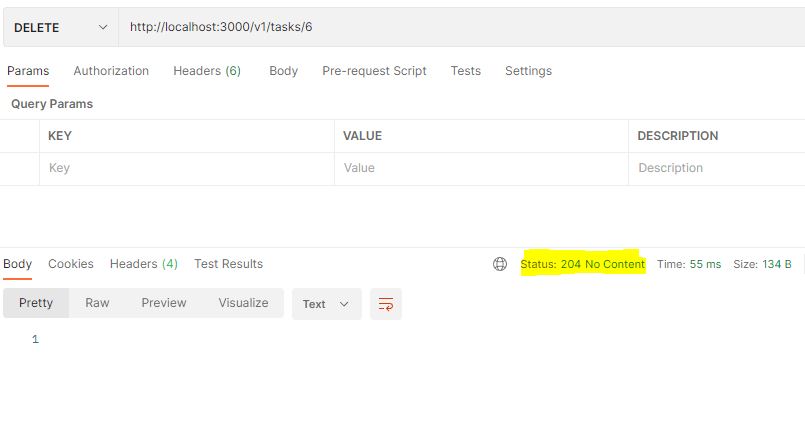 DELETE http://localhost:3000/v1/tasks/6
Params Authorization Headers (6) Body Pre-request Script Tests Settings
Query Params
KEY VALUE DESCRIPTION
Key Value Description
Body Cookies Headers (4) Test Results Status: 204 No Content Time: 55 ms Size: 134 B
Pretty Raw Preview Visualize Text
1